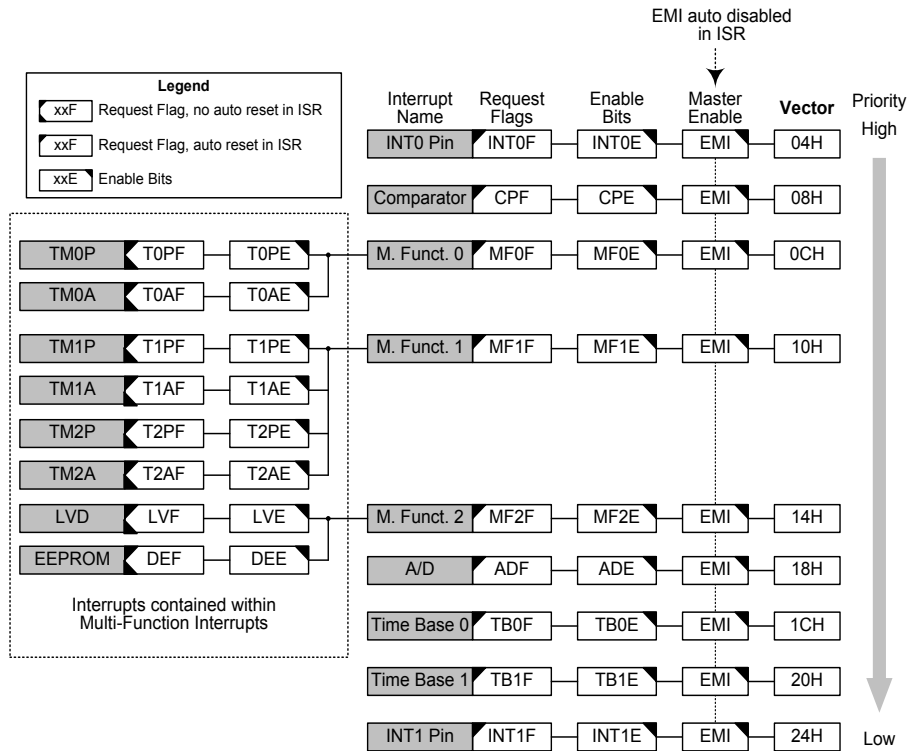 EMI auto disabled
in ISR
Legend
xxF Request Flag, no auto reset in ISR
xxF Request Flag, auto reset in ISR
xxE Enable Bits
Interrupt Name Request Flags Enable Bits Master Enable Vector Priority
High
INT0 Pin INT0F INT0E EMI 04H
Comparator CPF CPE EMI 08H
TM0P T0PF T0PE M. Funct. 0 MF0F MF0E EMI 0CH
TM0A T0AF T0AE
TM1P T1PF T1PE M. Funct. 1 MF1F MF1E EMI 10H
TM1A T1AF T1AE
TM2P T2PF T2PE
TM2A T2AF T2AE
LVD LVF LVE M. Funct. 2 MF2F MF2E EMI 14H
EEPROM DEF DEE A/D ADF ADE EMI 18H
Interrupts contained within
Multi-Function Interrupts
Time Base 0 TB0F TB0E EMI 1CH
Time Base 1 TB1F TB1E EMI 20H
INT1 Pin INT1F INT1E EMI 24H Low